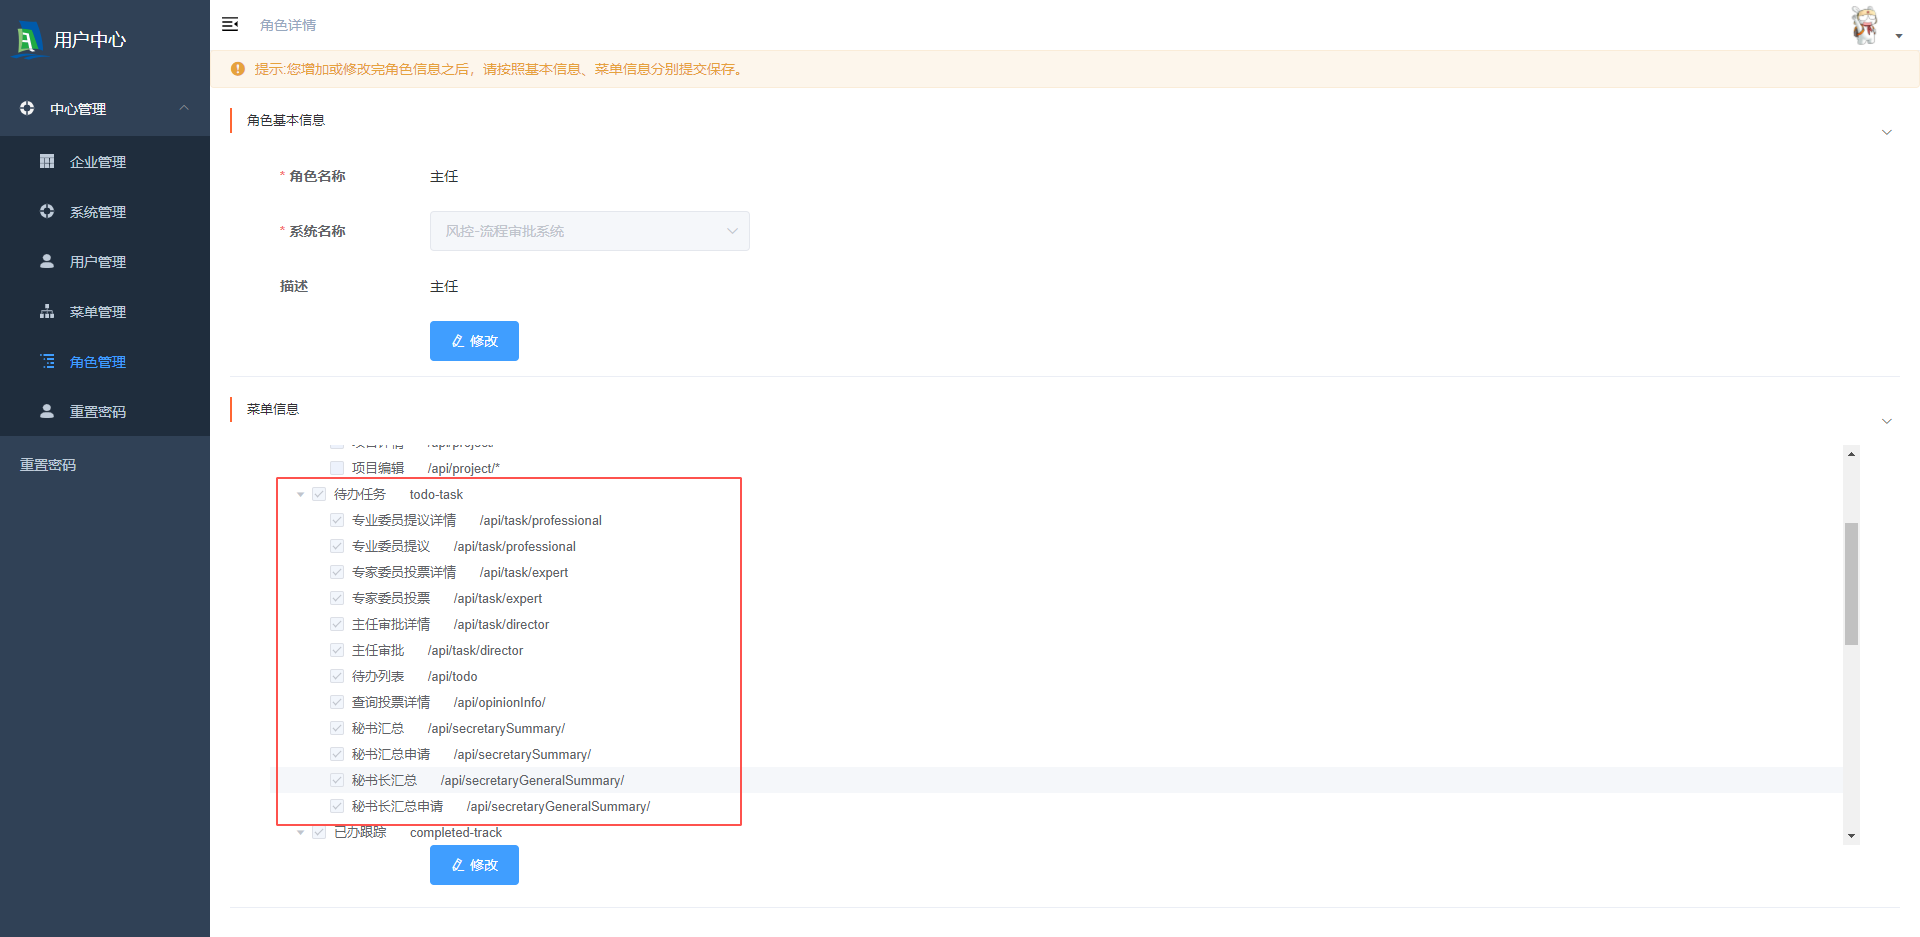 用户中心
角色详情
提示:您增加或修改完角色信息之后，请按照基本信息、菜单信息分别提交保存。
中心管理
企业管理
系统管理
用户管理
菜单管理
角色管理
重置密码
重置密码
角色基本信息
* 角色名称 主任
* 系统名称 风控-流程审批系统
描述 主任
修改
菜单信息
项目详情 /api/project/
项目编辑 /api/project/*
待办任务 todo-task
专业委员提议详情 /api/task/professional
专业委员提议 /api/task/professional
专家委员投票详情 /api/task/expert
专家委员投票 /api/task/expert
主任审批详情 /api/task/director
主任审批 /api/task/director
待办列表 /api/todo
查询投票详情 /api/opinionInfo/
秘书汇总 /api/secretarySummary/
秘书汇总申请 /api/secretarySummary/
秘书长汇总 /api/secretaryGeneralSummary/
秘书长汇总申请 /api/secretaryGeneralSummary/
已办跟踪 completed-track
修改